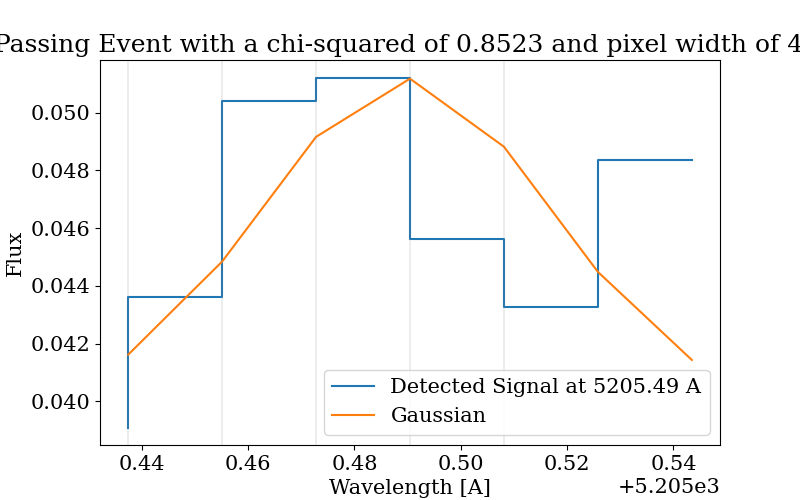 Passing Event with a chi-squared of 0.8523 and pixel width of 4
0.050
0.048
0.046
0.044
0.042
0.040
Flux
Detected Signal at 5205.49 A
Gaussian
0.44 0.46 0.48 0.50 0.52 0.54
Wavelength [A]
+5.205e3